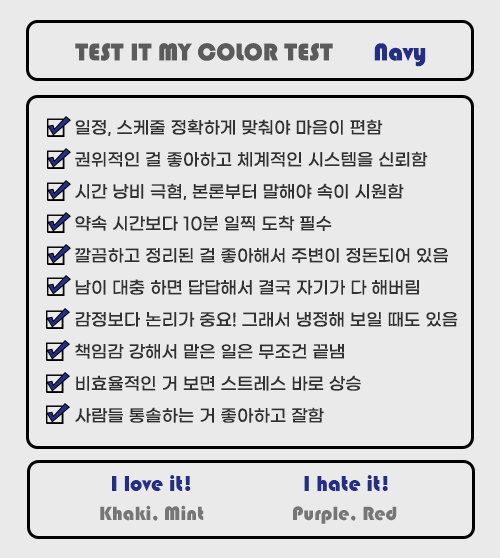 TEST IT MY COLOR TEST Navy
일정, 스케줄 정확하게 맞춰야 마음이 편함
권위적인 걸 좋아하고 체계적인 시스템을 신뢰함
시간 낭비 극혐, 본론부터 말해야 속이 시원함
약속 시간보다 10분 일찍 도착 필수
깔끔하고 정리된 걸 좋아해서 주변이 정돈되어 있음
남이 대충 하면 답답해서 결국 자기가 다 해버림
감정보다 논리가 중요! 그래서 냉정해 보일 때도 있음
책임감 강해서 맡은 일은 무조건 끝냄
비효율적인 거 보면 스트레스 바로 상승
사람들 통솔하는 거 좋아하고 잘함
I love it! I hate it!
Khaki, Mint Purple, Red